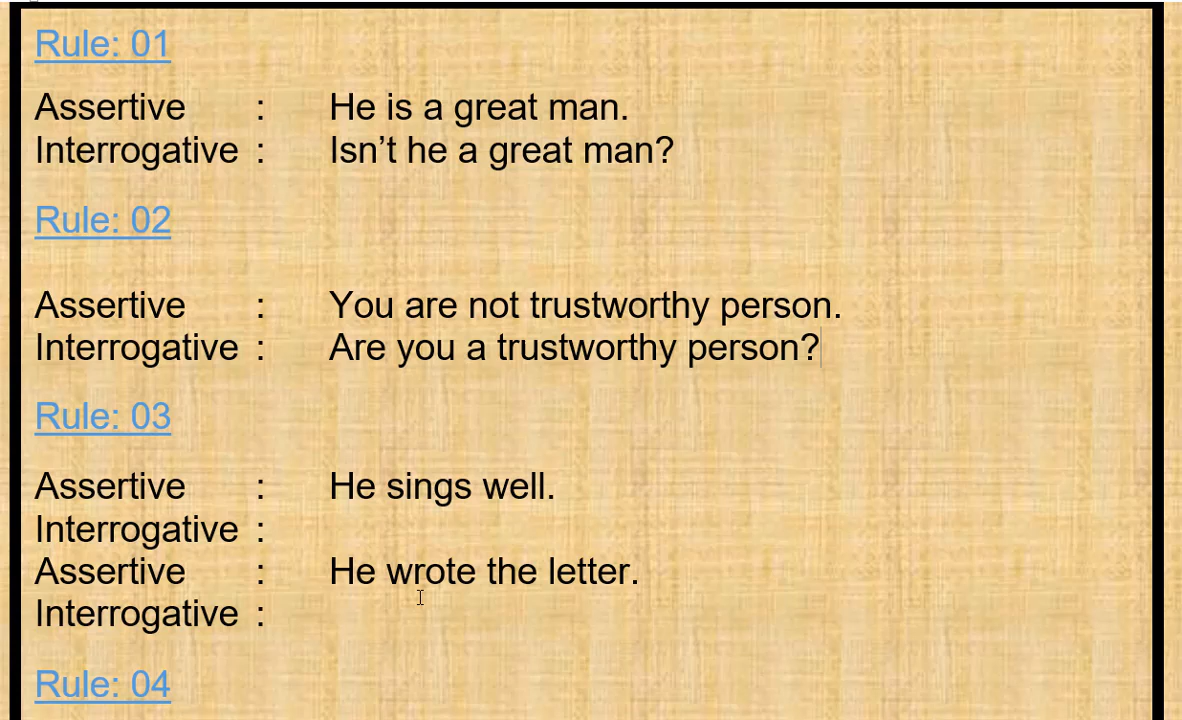 Rule: 01
Assertive : He is a great man.
Interrogative : Isn’t he a great man?
Rule: 02
Assertive : You are not trustworthy person.
Interrogative : Are you a trustworthy person?
Rule: 03
Assertive : He sings well.
Interrogative :
Assertive : He wrote the letter.
Interrogative :
Rule: 04